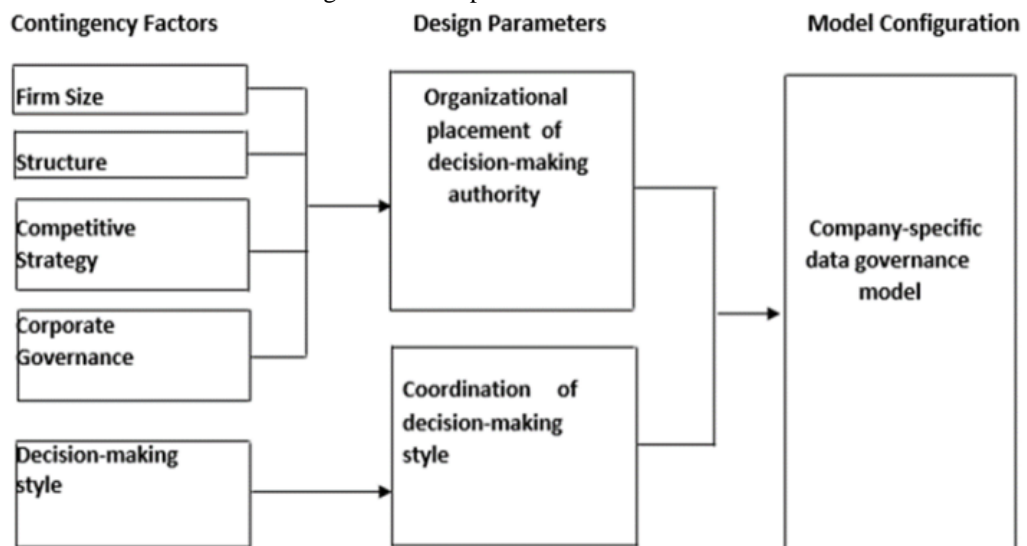 Contingency Factors
Design Parameters
Model Configuration
Firm Size
Structure
Competitive
Strategy
Corporate
Governance
Decision-making
style
Organizational
placement of
decision-making
authority
Coordination of
decision-making
style
Company-specific
data governance
model